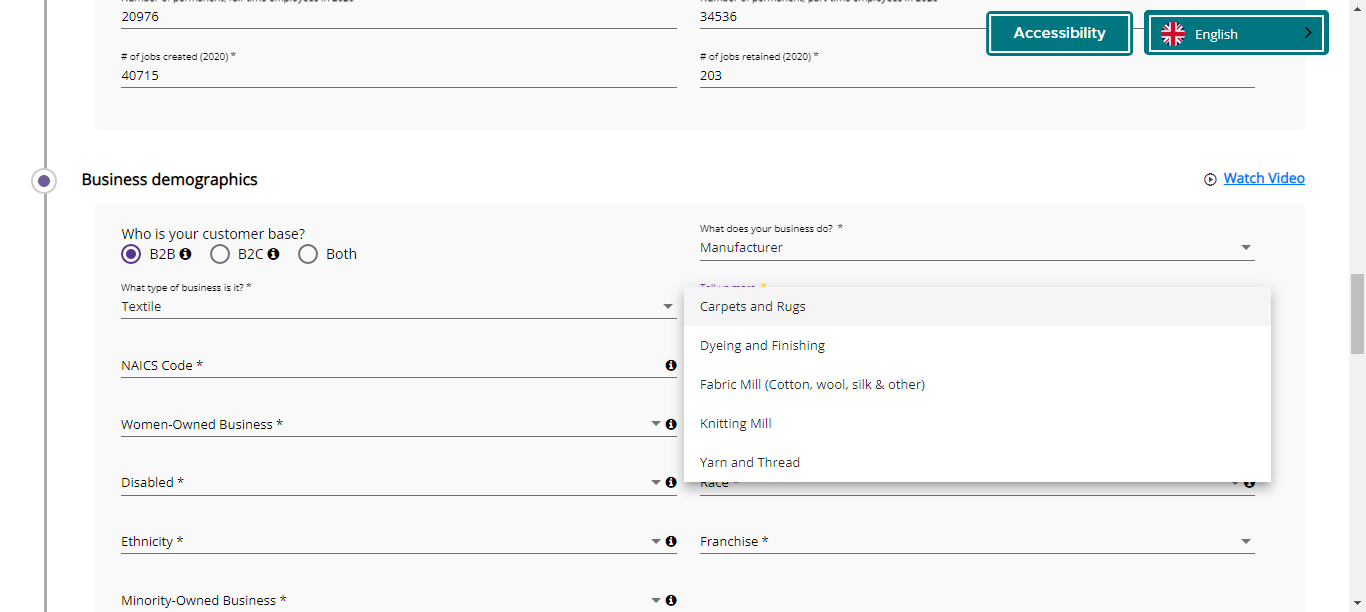 20976
34536
Accessibility
English
# of jobs created (2020) *
# of jobs retained (2020) *
40715
203
Business demographics
Watch Video
Who is your customer base?
B2B
B2C
Both
What does your business do? *
Manufacturer
What type of business is it? *
Textile
Carpets and Rugs
Dyeing and Finishing
Fabric Mill (Cotton, wool, silk & other)
Knitting Mill
Yarn and Thread
NAICS Code *
Women-Owned Business *
Disabled *
Race *
Ethnicity *
Franchise *
Minority-Owned Business *